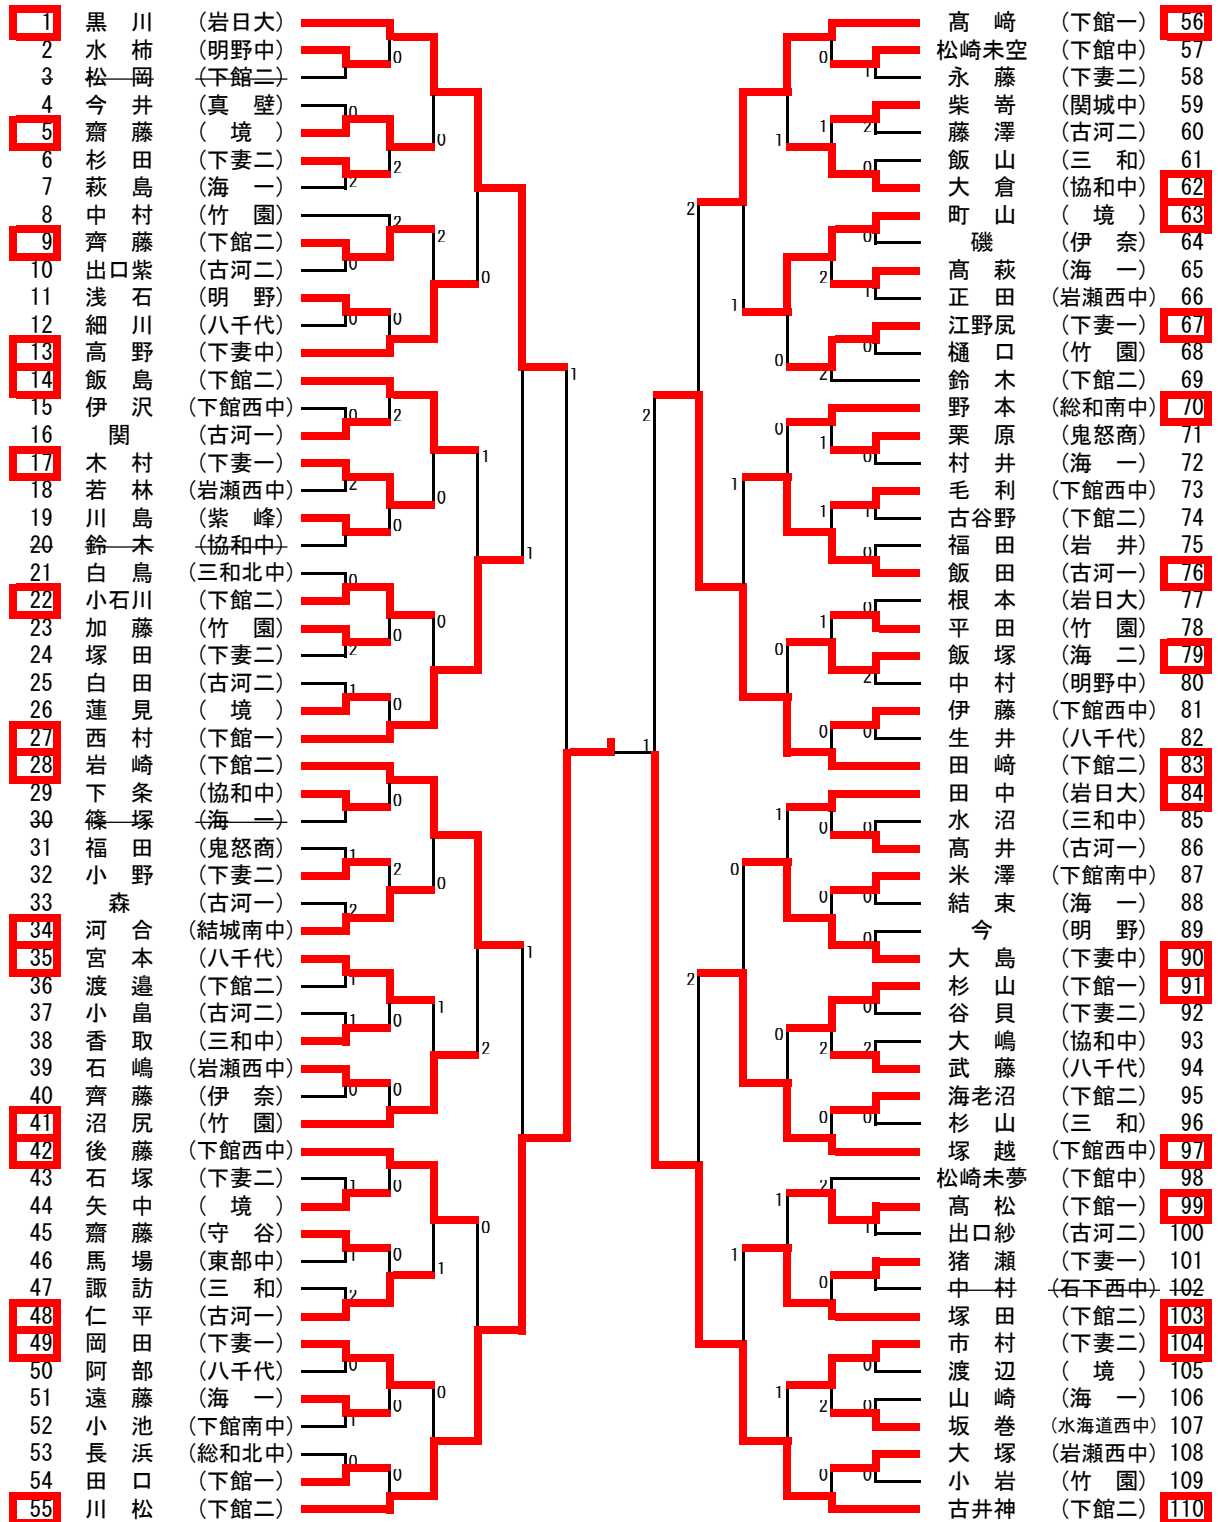 1 黒川 (岩日大)
2 水柿 (明野中)
3 松岡 (下館二)
4 今井 (真壁)
5 齋藤 (境)
6 杉田 (下妻二)
7 萩島 (海一)
8 中村 (竹園)
9 齊藤 (下館二)
10 出口紫 (古河二)
11 浅石 (明野)
12 細川 (八千代)
13 高野 (下妻中)
14 飯島 (下館二)
15 伊沢 (下館西中)
16 関 (古河一)
17 木村 (下妻一)
18 若林 (岩瀬西中)
19 川島 (紫峰)
20 鈴木 (協和中)
21 白鳥 (三和北中)
22 小石川 (下館二)
23 加藤 (竹園)
24 塚田 (下妻二)
25 白田 (古河二)
26 蓮見 (境)
27 西村 (下館一)
28 岩崎 (下館二)
29 下条 (協和中)
30 篠塚 (海一)
31 福田 (鬼怒商)
32 小野 (下妻二)
33 森 (古河一)
34 河合 (結城南中)
35 宮本 (八千代)
36 渡邉 (下館二)
37 小畠 (古河二)
38 香取 (三和中)
39 石嶋 (岩瀬西中)
40 齊藤 (伊奈)
41 沼尻 (竹園)
42 後藤 (下館西中)
43 石塚 (下妻二)
44 矢中 (境)
45 齋藤 (守谷)
46 馬場 (東部中)
47 諏訪 (三和)
48 仁平 (古河一)
49 岡田 (下妻一)
50 阿部 (八千代)
51 遠藤 (海一)
52 小池 (下館南中)
53 長浜 (総和北中)
54 田口 (下館一)
55 川松 (下館二)
髙﨑 (下館一) 56
松崎未空 (下館中) 57
永藤 (下妻二) 58
柴嵜 (関城中) 59
藤澤 (古河二) 60
飯山 (三和) 61
大倉 (協和中) 62
町山 (境) 63
磯 (伊奈) 64
髙萩 (海一) 65
正田 (岩瀬西中) 66
江野尻 (下妻一) 67
樋口 (竹園) 68
鈴木 (下館二) 69
野本 (総和南中) 70
栗原 (鬼怒商) 71
村井 (海一) 72
毛利 (下館西中) 73
古谷野 (下館二) 74
福田 (岩井) 75
飯田 (古河一) 76
根本 (岩日大) 77
平田 (竹園) 78
飯塚 (海二) 79
中村 (明野中) 80
伊藤 (下館西中) 81
生井 (八千代) 82
田﨑 (下館二) 83
田中 (岩日大) 84
水沼 (三和中) 85
髙井 (古河一) 86
米澤 (下館南中) 87
結束 (海一) 88
今 (明野) 89
大島 (下妻中) 90
杉山 (下館一) 91
谷貝 (下妻二) 92
大嶋 (協和中) 93
武藤 (八千代) 94
海老沼 (下館二) 95
杉山 (三和) 96
塚越 (下館西中) 97
松崎未夢 (下館中) 98
髙松 (下館一) 99
出口紗 (古河二) 100
猪瀬 (下妻一) 101
中村 (石下西中) 102
塚田 (下館二) 103
市村 (下妻二) 104
渡辺 (境) 105
山崎 (海一) 106
坂巻 (水海道西中) 107
大塚 (岩瀬西中) 108
小岩 (竹園) 109
古井神 (下館二) 110